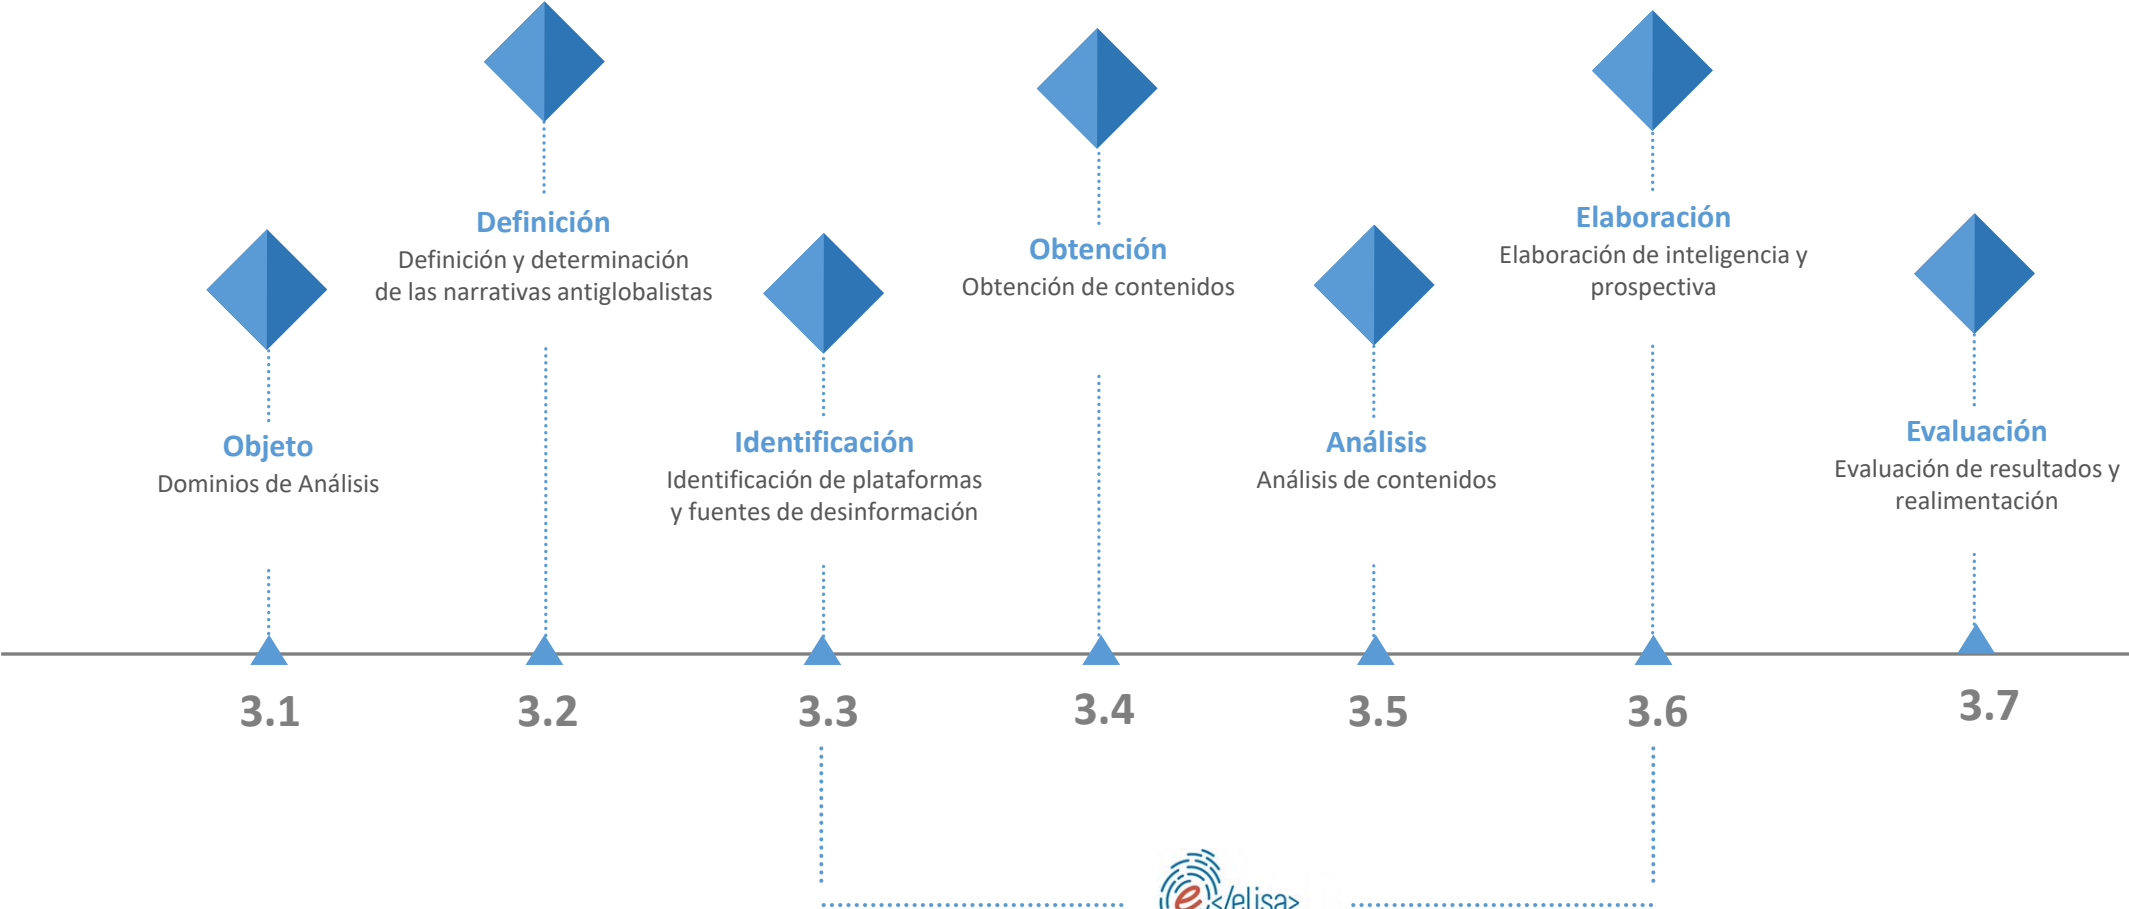 Objeto
Dominios de Análisis
Definición
Definición y determinación
de las narrativas antiglobalistas
Identificación
Identificación de plataformas
y fuentes de desinformación
Obtención
Obtención de contenidos
Análisis
Análisis de contenidos
Elaboración
Elaboración de inteligencia y
prospectiva
Evaluación
Evaluación de resultados y
realimentación
3.1
3.2
3.3
3.4
3.5
3.6
3.7
e </elisa>